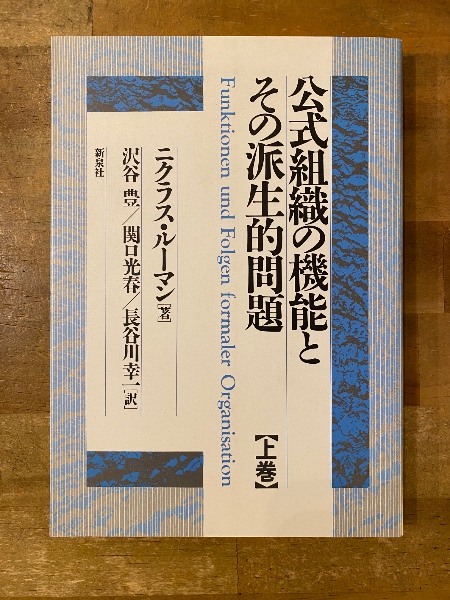 公式組織の機能と
その派生的問題
【上巻】
Funktionen und Folgen formaler Organisation
ニクラス・ルーマン[著]
沢谷 豊/関口光春/長谷川幸一[訳]
新泉社